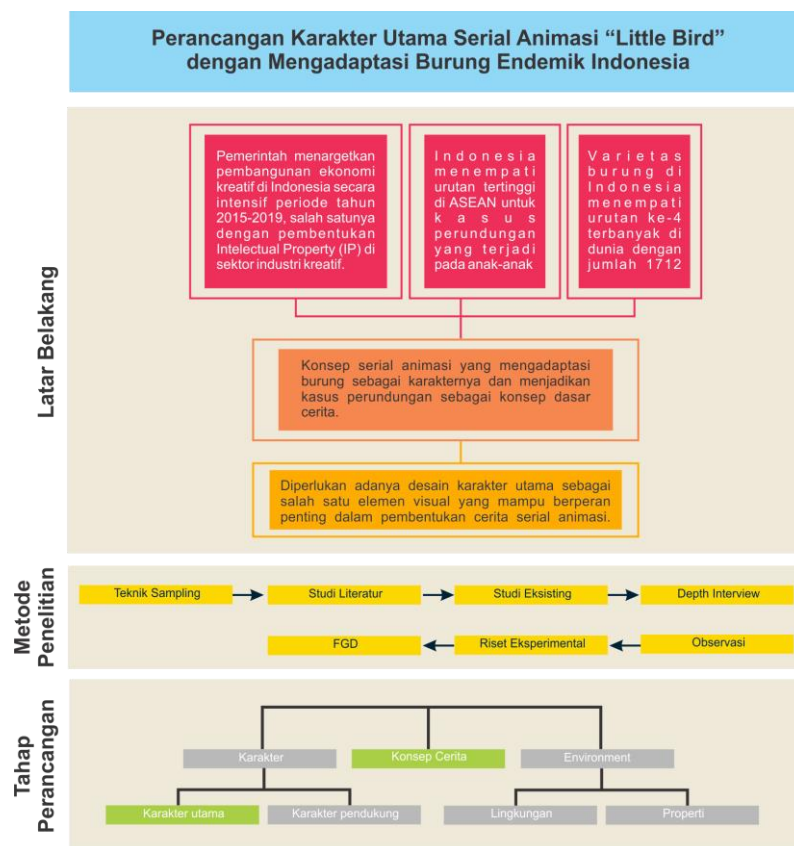 Perancangan Karakter Utama Serial Animasi “Little Bird”
dengan Mengadaptasi Burung Endemik Indonesia
Latar Belakang
Pemerintah menargetkan
pembangunan ekonomi
kreatif di Indonesia secara
intensif periode tahun
2015-2019, salah satunya
dengan pembentukan
Intelectual Property (IP) di
sektor industri kreatif.
Indonesia
menempati
urutan tertinggi
di ASEAN untuk
kasus
perundungan
yang terjadi
pada anak-anak
Varietas
burung di
Indonesia
menempati
urutan ke-4
terbanyak di
dunia dengan
jumlah 1712
Konsep serial animasi yang mengadaptasi
burung sebagai karakternya dan menjadikan
kasus perundungan sebagai konsep dasar
cerita.
Diperlukan adanya desain karakter utama sebagai
salah satu elemen visual yang mampu berperan
penting dalam pembentukan cerita serial animasi.
Metode
Penelitian
Teknik Sampling
Studi Literatur
Studi Eksisting
Depth Interview
FGD
Riset Eksperimental
Observasi
Tahap
Perancangan
Karakter
Konsep Cerita
Environment
Karakter utama
Karakter pendukung
Lingkungan
Properti